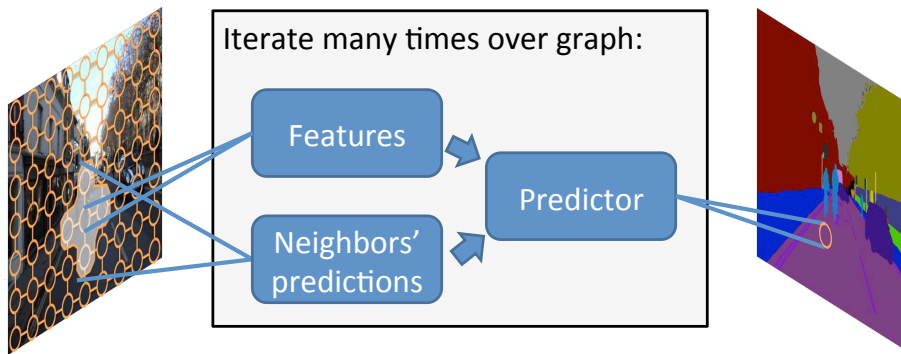 Iterate many times over graph:
Features
Predictor
Neighbors’
predictions